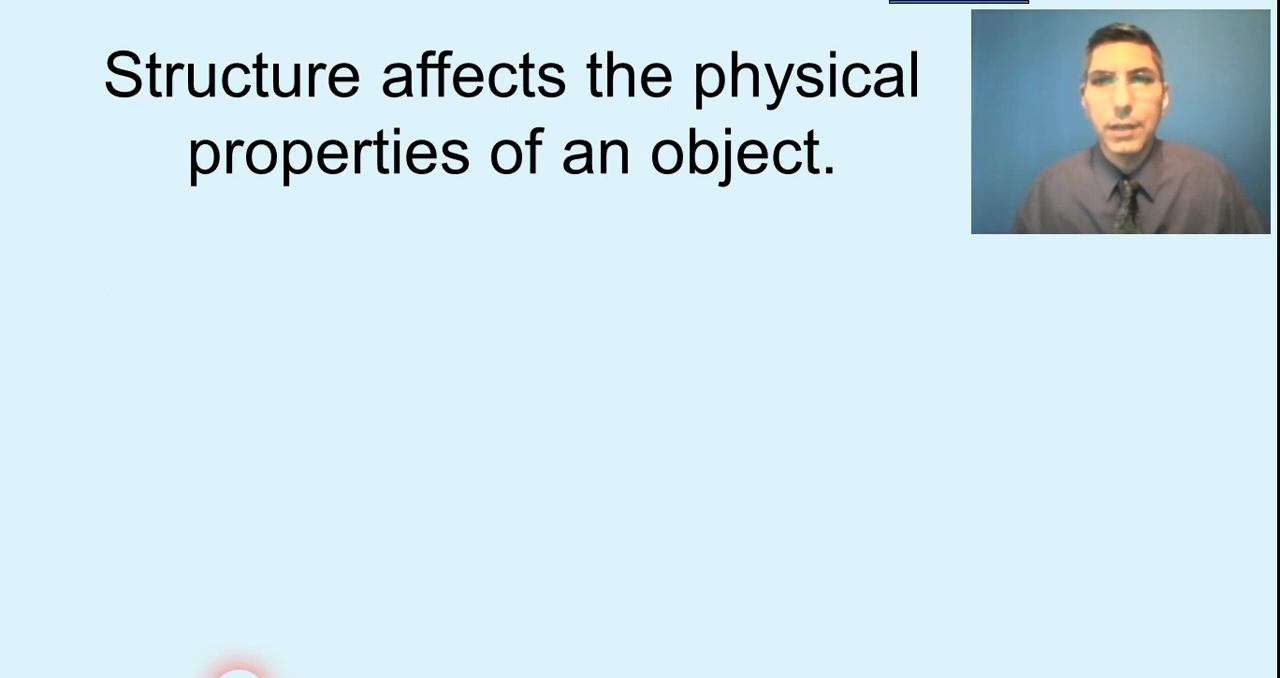 Structure affects the physical
properties of an object.